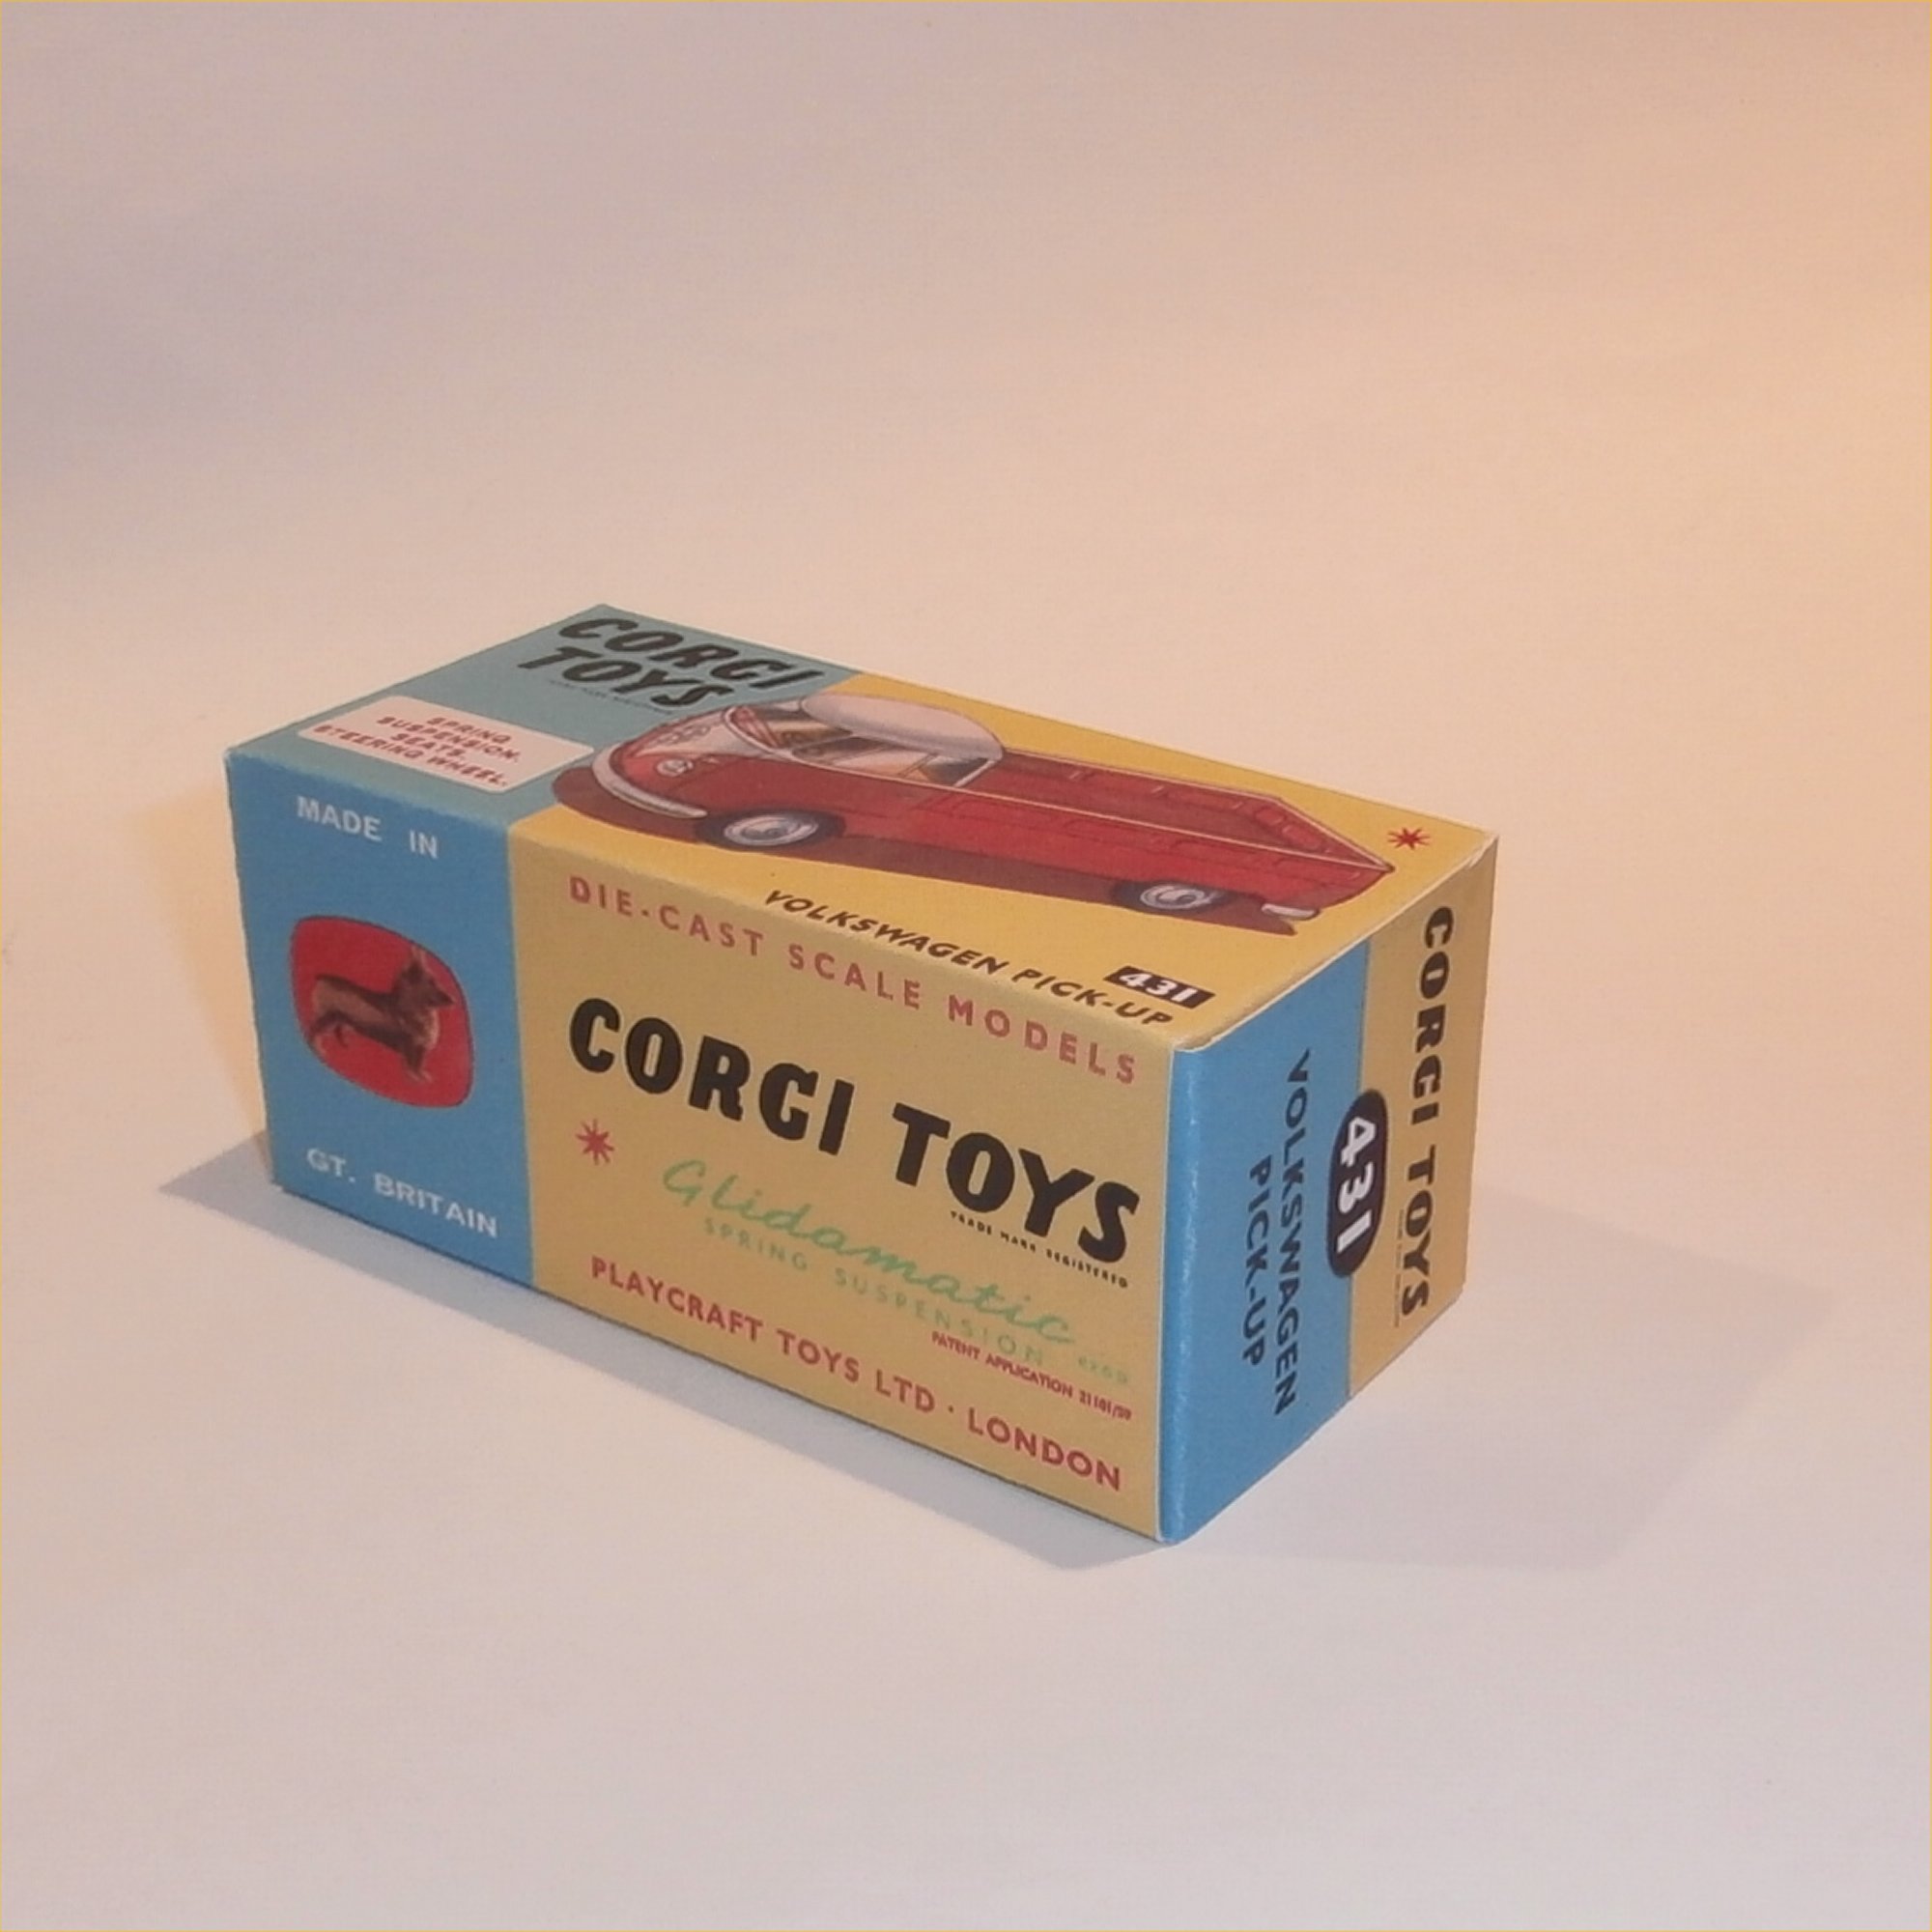 CORGI
TOYS
SPRING
SUSPENSION.
SEATS.
STEERING WHEEL.
VOLKSWAGEN PICK-UP
431
MADE IN
GT. BRITAIN
DIE-CAST SCALE MODELS
CORGI TOYS
TRADE MARK REGISTERED
Glidamatic
SPRING SUSPENSION
PATENT APPLICATION 21101/59
PLAYCRAFT TOYS LTD · LONDON
CORGI TOYS
431
VOLKSWAGEN
PICK-UP